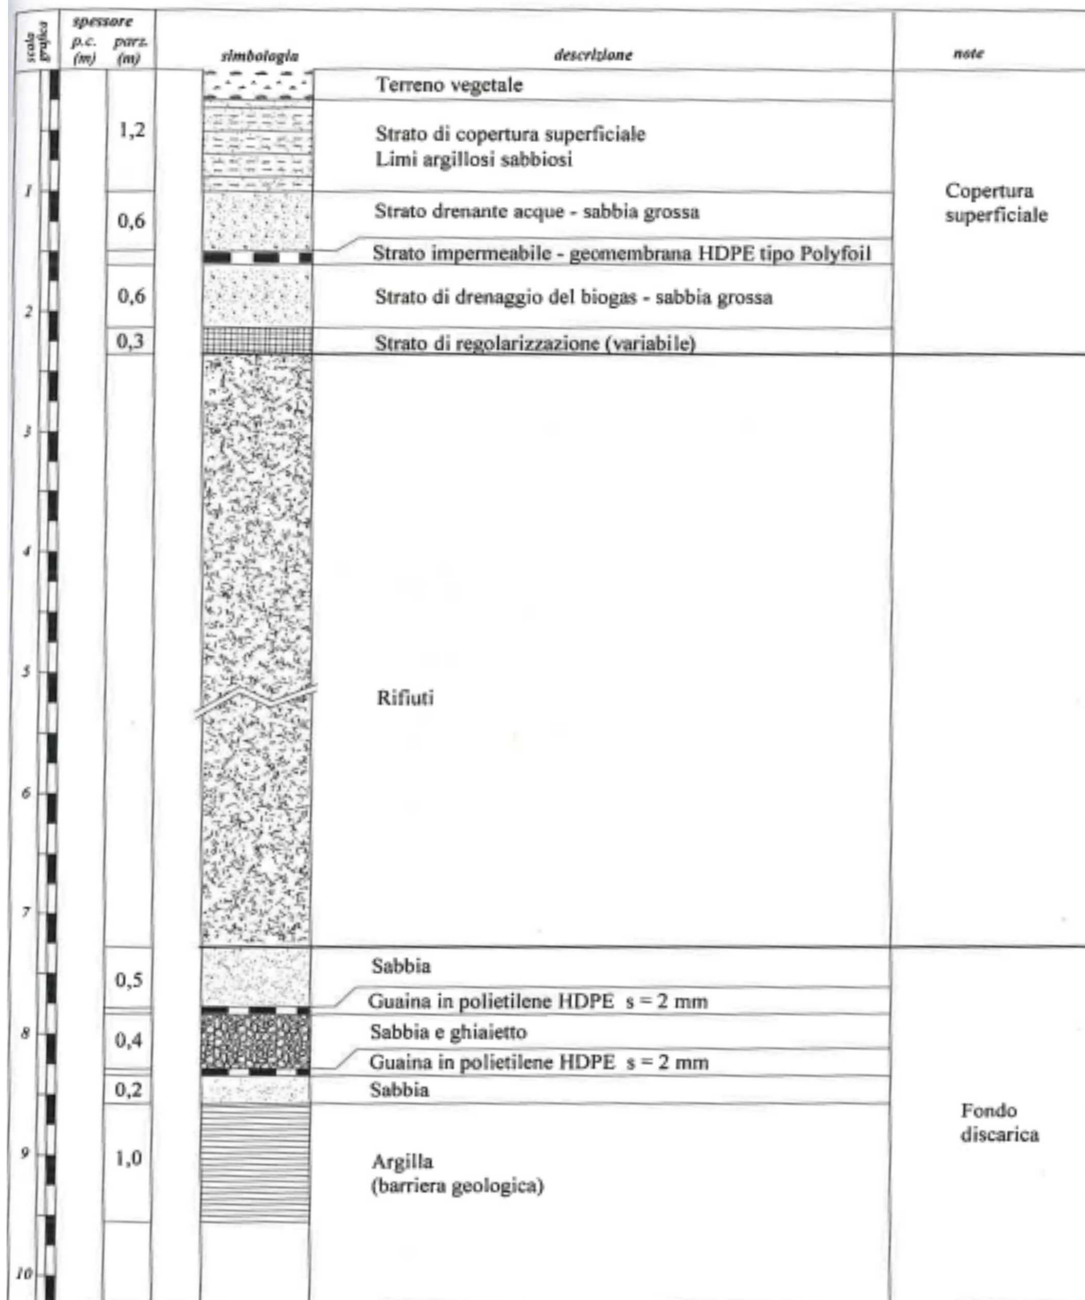 scala grafica
spessore
p.c. (m)
parz. (m)
simbologia
descrizione
note
Terreno vegetale
1,2
Strato di copertura superficiale
Limi argillosi sabbiosi
1
Copertura
superficiale
0,6
Strato drenante acque - sabbia grossa
Strato impermeabile - geomembrana HDPE tipo Polyfoil
0,6
Strato di drenaggio del biogas - sabbia grossa
2
0,3
Strato di regolarizzazione (variabile)
3
4
5
Rifiuti
6
7
0,5
Sabbia
Guaina in polietilene HDPE s = 2 mm
8
0,4
Sabbia e ghiaietto
Guaina in polietilene HDPE s = 2 mm
0,2
Sabbia
Fondo
discarica
9
1,0
Argilla
(barriera geologica)
10